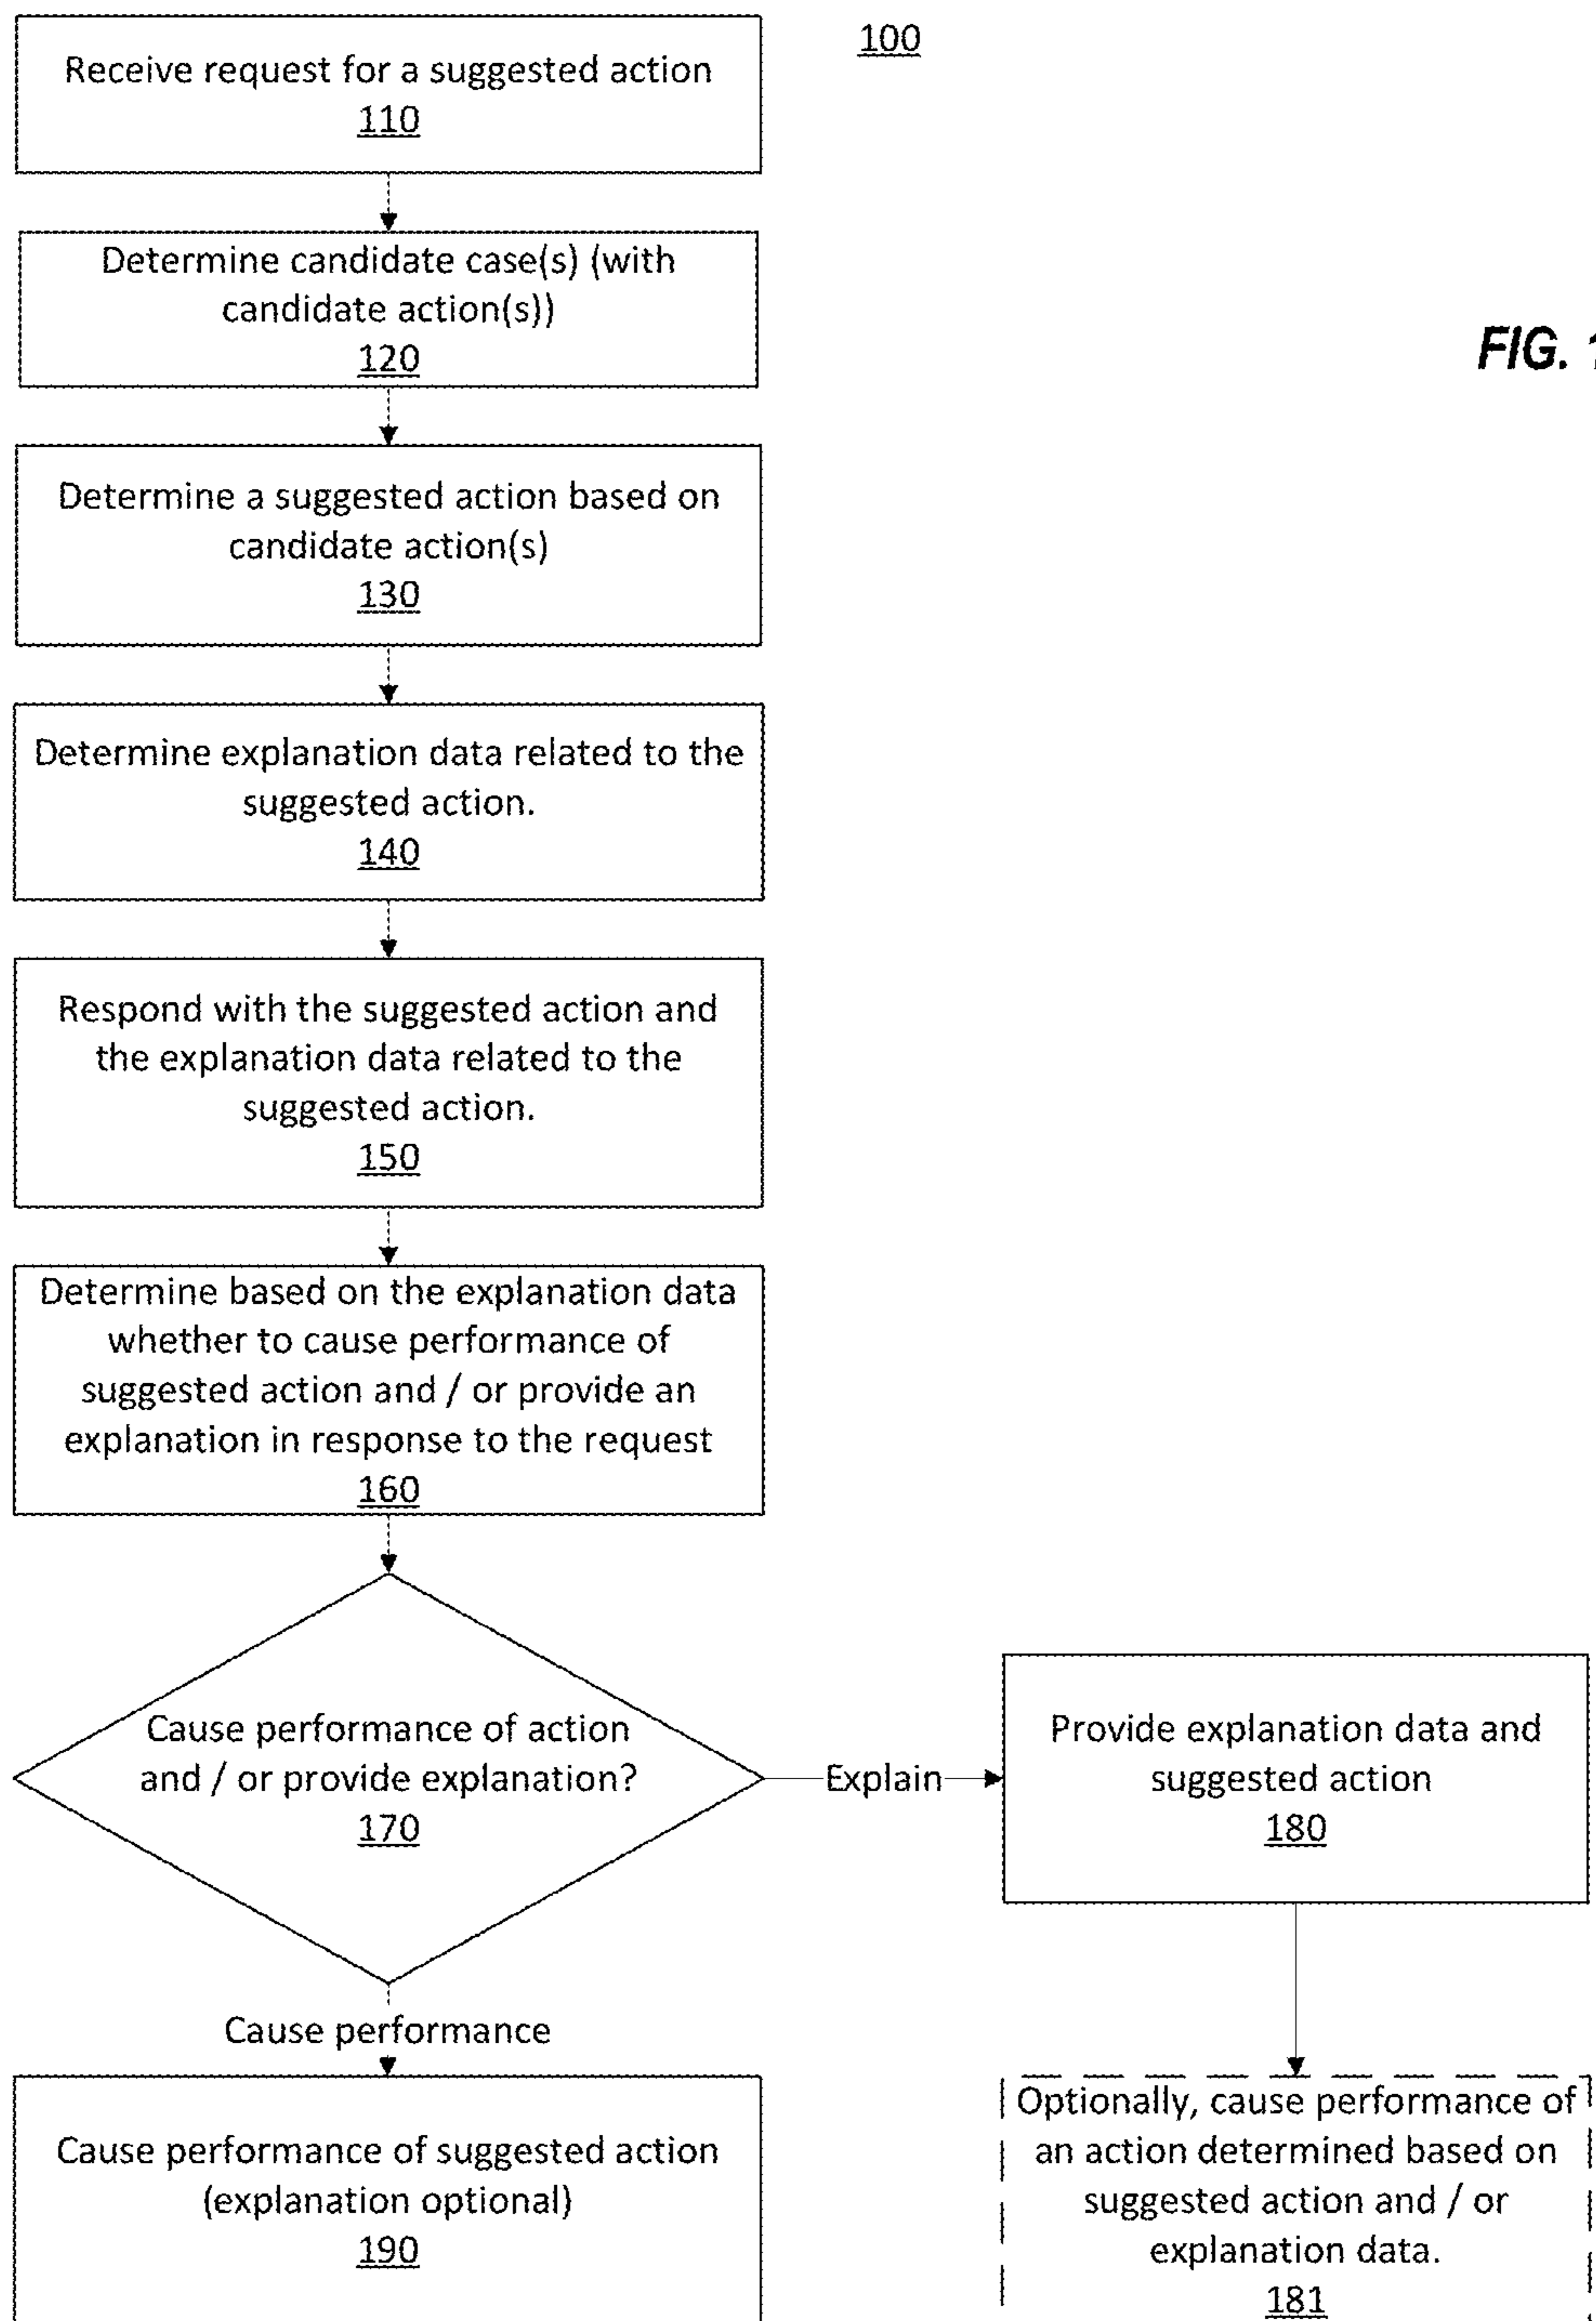 100
Receive request for a suggested action
110
Determine candidate case(s) (with
candidate action(s))
120
FIG. 1
Determine a suggested action based on
candidate action(s)
130
Determine explanation data related to the
suggested action.
140
Respond with the suggested action and
the explanation data related to the
suggested action.
150
Determine based on the explanation data
whether to cause performance of
suggested action and / or provide an
explanation in response to the request
160
Cause performance of action
and / or provide explanation?
170
Explain
Provide explanation data and
suggested action
180
Cause performance
Cause performance of suggested action
(explanation optional)
190
Optionally, cause performance of
an action determined based on
suggested action and / or
explanation data.
181